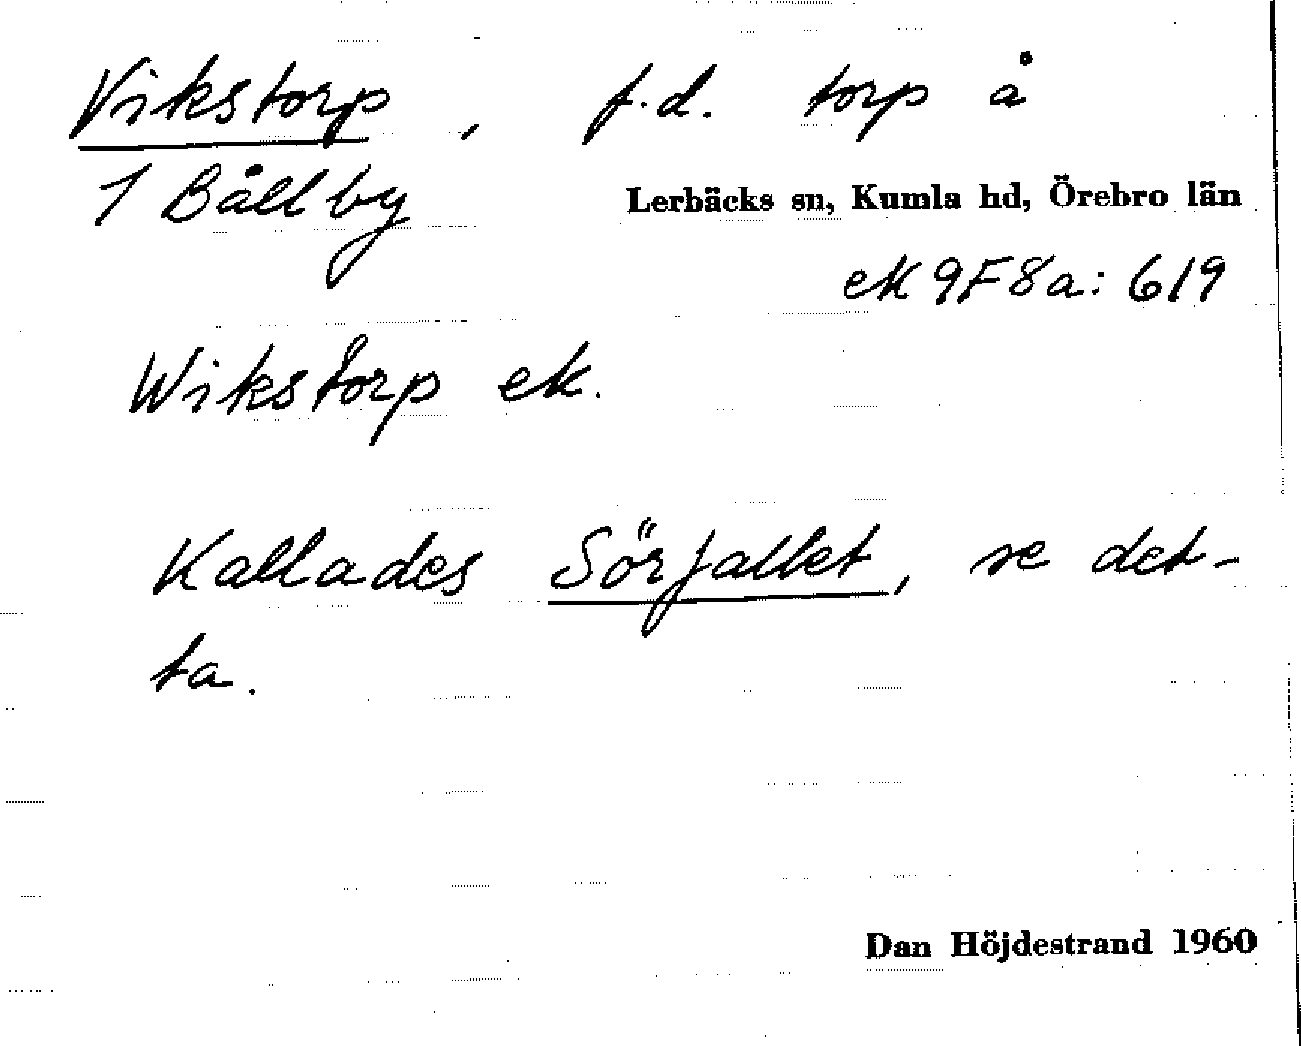 Vikstorp, f.d. torp å
1 Bållby Lerbäcks sn, Kumla hd, Örebro län
ek 9F8a: 619
Wikstorp ek.
Kallades Sörfallet, se det-
ta.
Dan Höjdestrand 1960